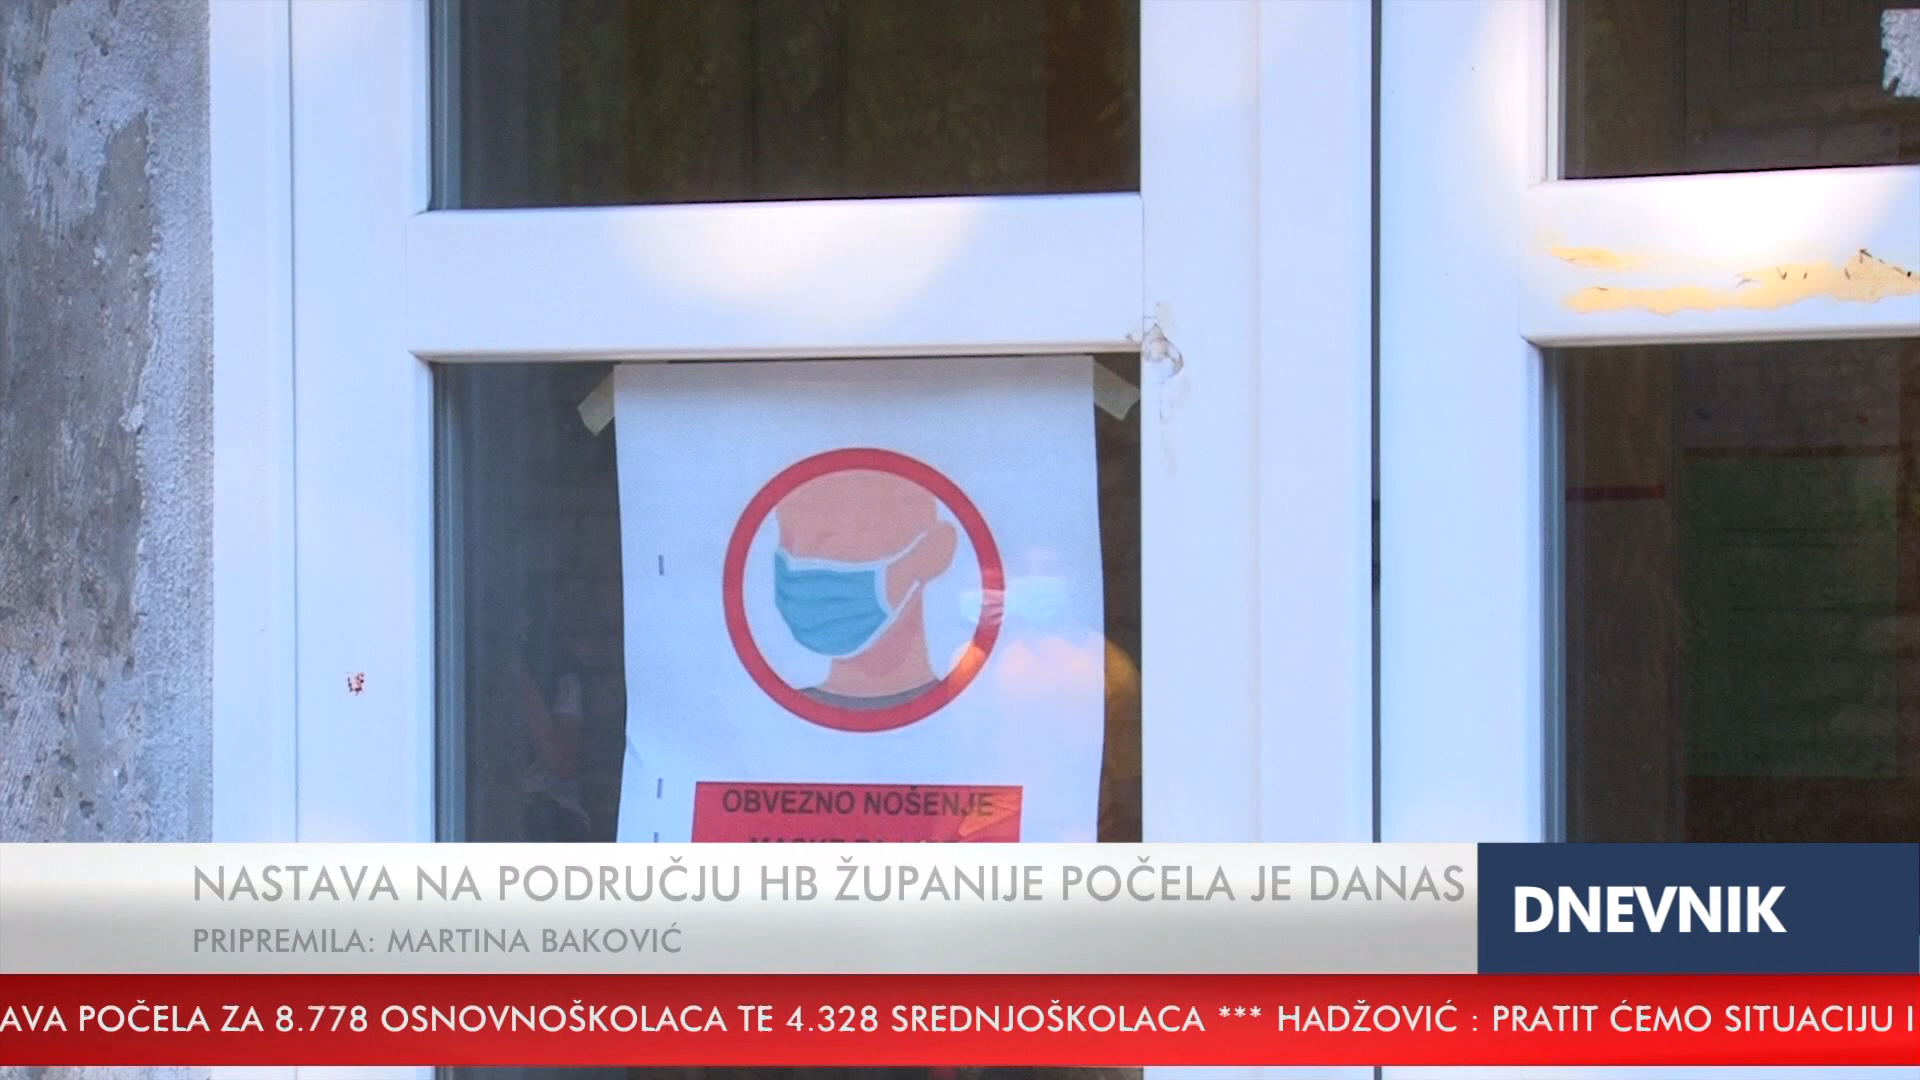 OBVEZNO NOŠENJE
NASTAVA NA PODRUČJU HB ŽUPANIJE POČELA JE DANAS
PRIPREMILA: MARTINA BAKOVIĆ
DNEVNIK
AVA POČELA ZA 8.778 OSNOVNOŠKOLACA TE 4.328 SREDNJOŠKOLACA *** HADŽOVIĆ : PRATIT ĆEMO SITUACIJU I